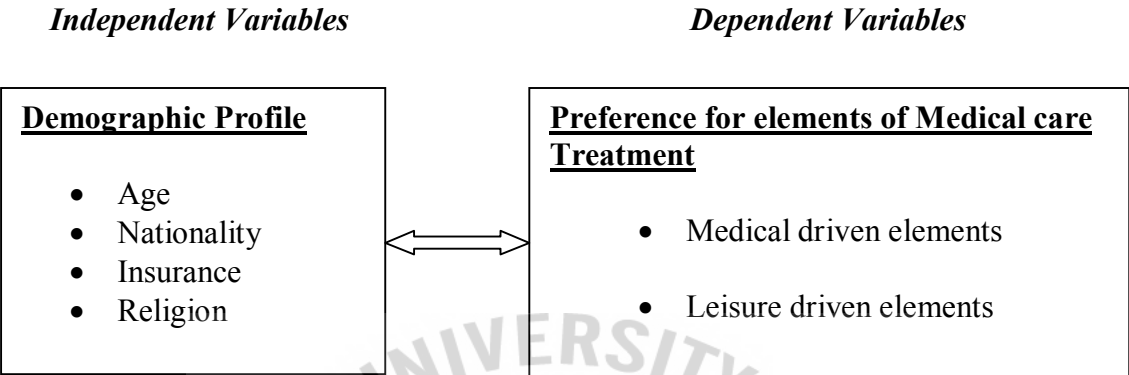 Independent Variables
Dependent Variables
Demographic Profile
• Age
• Nationality
• Insurance
• Religion
Preference for elements of Medical care
Treatment
• Medical driven elements
• Leisure driven elements
UNIVERSITY